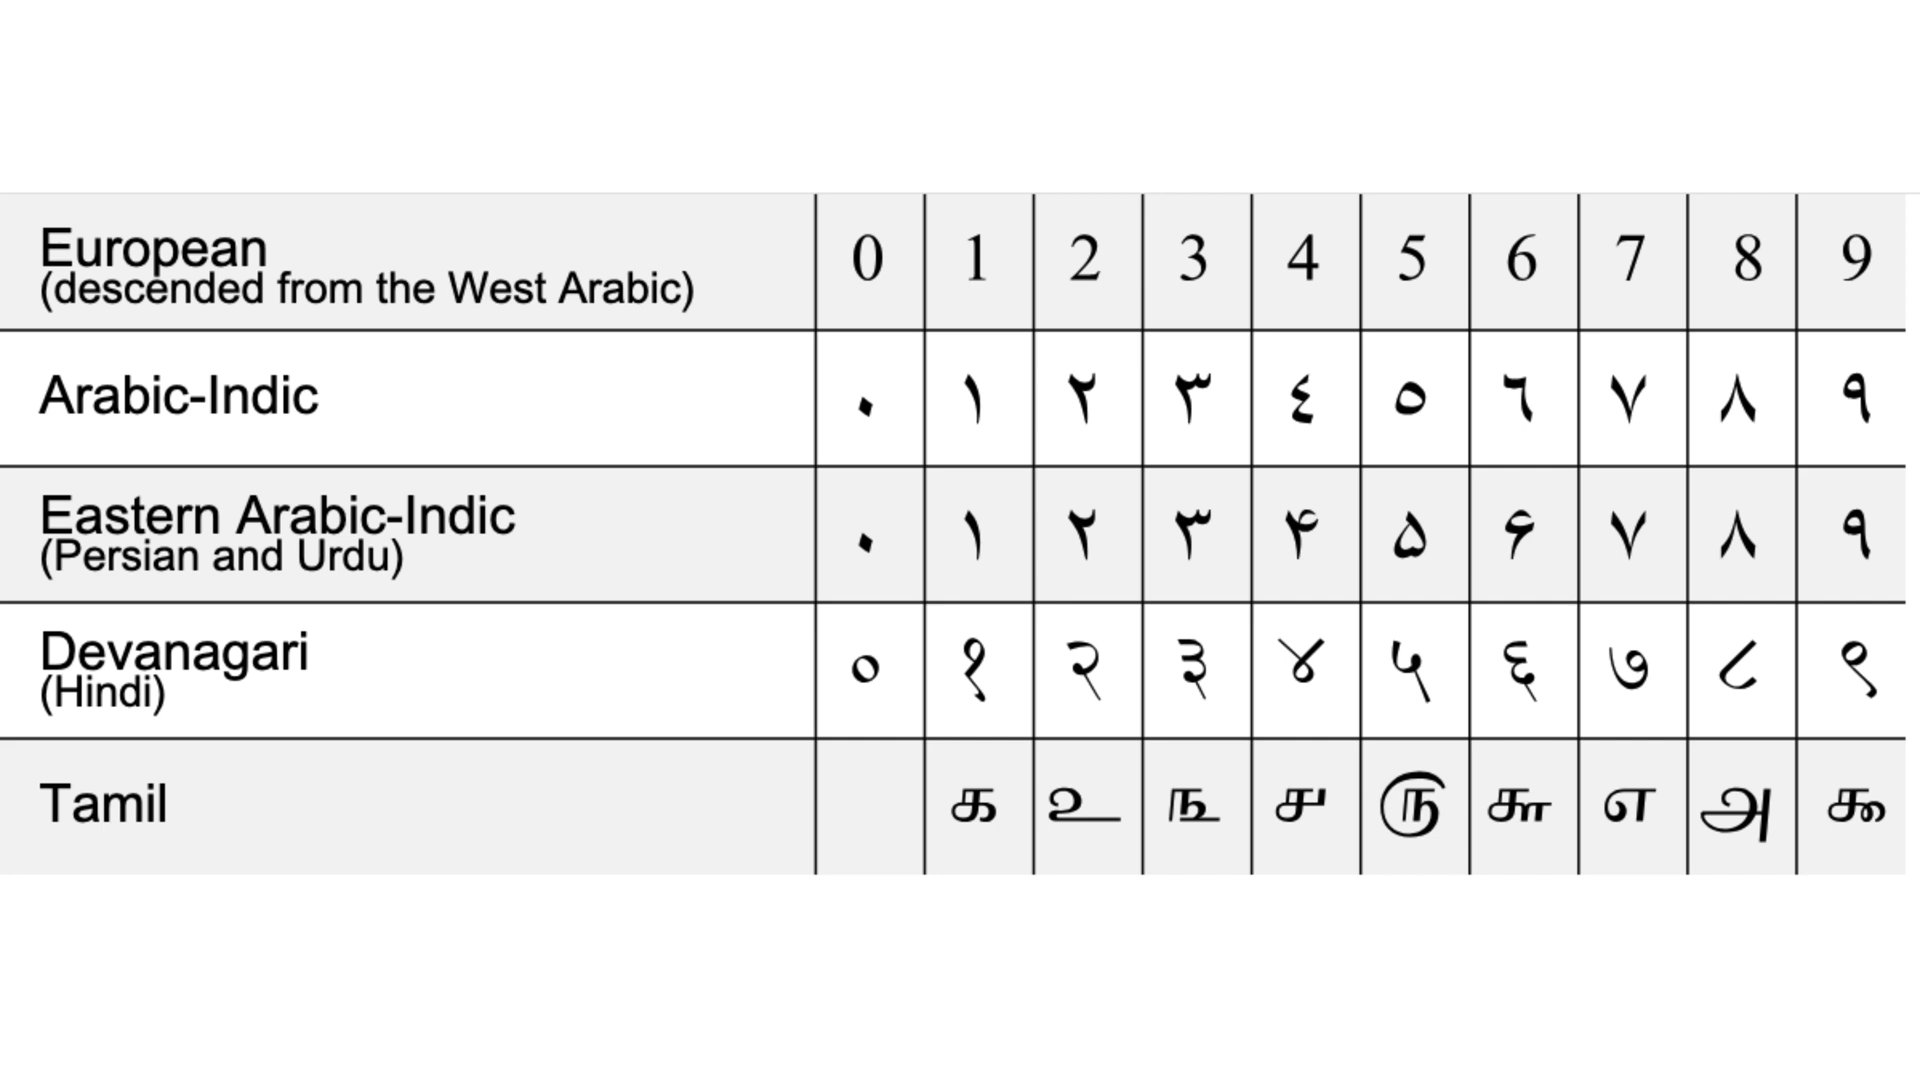 European 0 1 2 3 4 5 6 7 8 9
(descended from the West Arabic)
Arabic-Indic ٠ ١ ٢ ٣ ٤ ٥ ٦ ٧ ٨ ٩
Eastern Arabic-Indic ۰ ۱ ۲ ۳ ۴ ۵ ۶ ۷ ۸ ۹
(Persian and Urdu)
Devanagari ० १ २ ३ ४ ५ ६ ७ ८ ९
(Hindi)
Tamil ௧ ௨ ௩ ௪ ௫ ௬ ௭ ௮ ௯